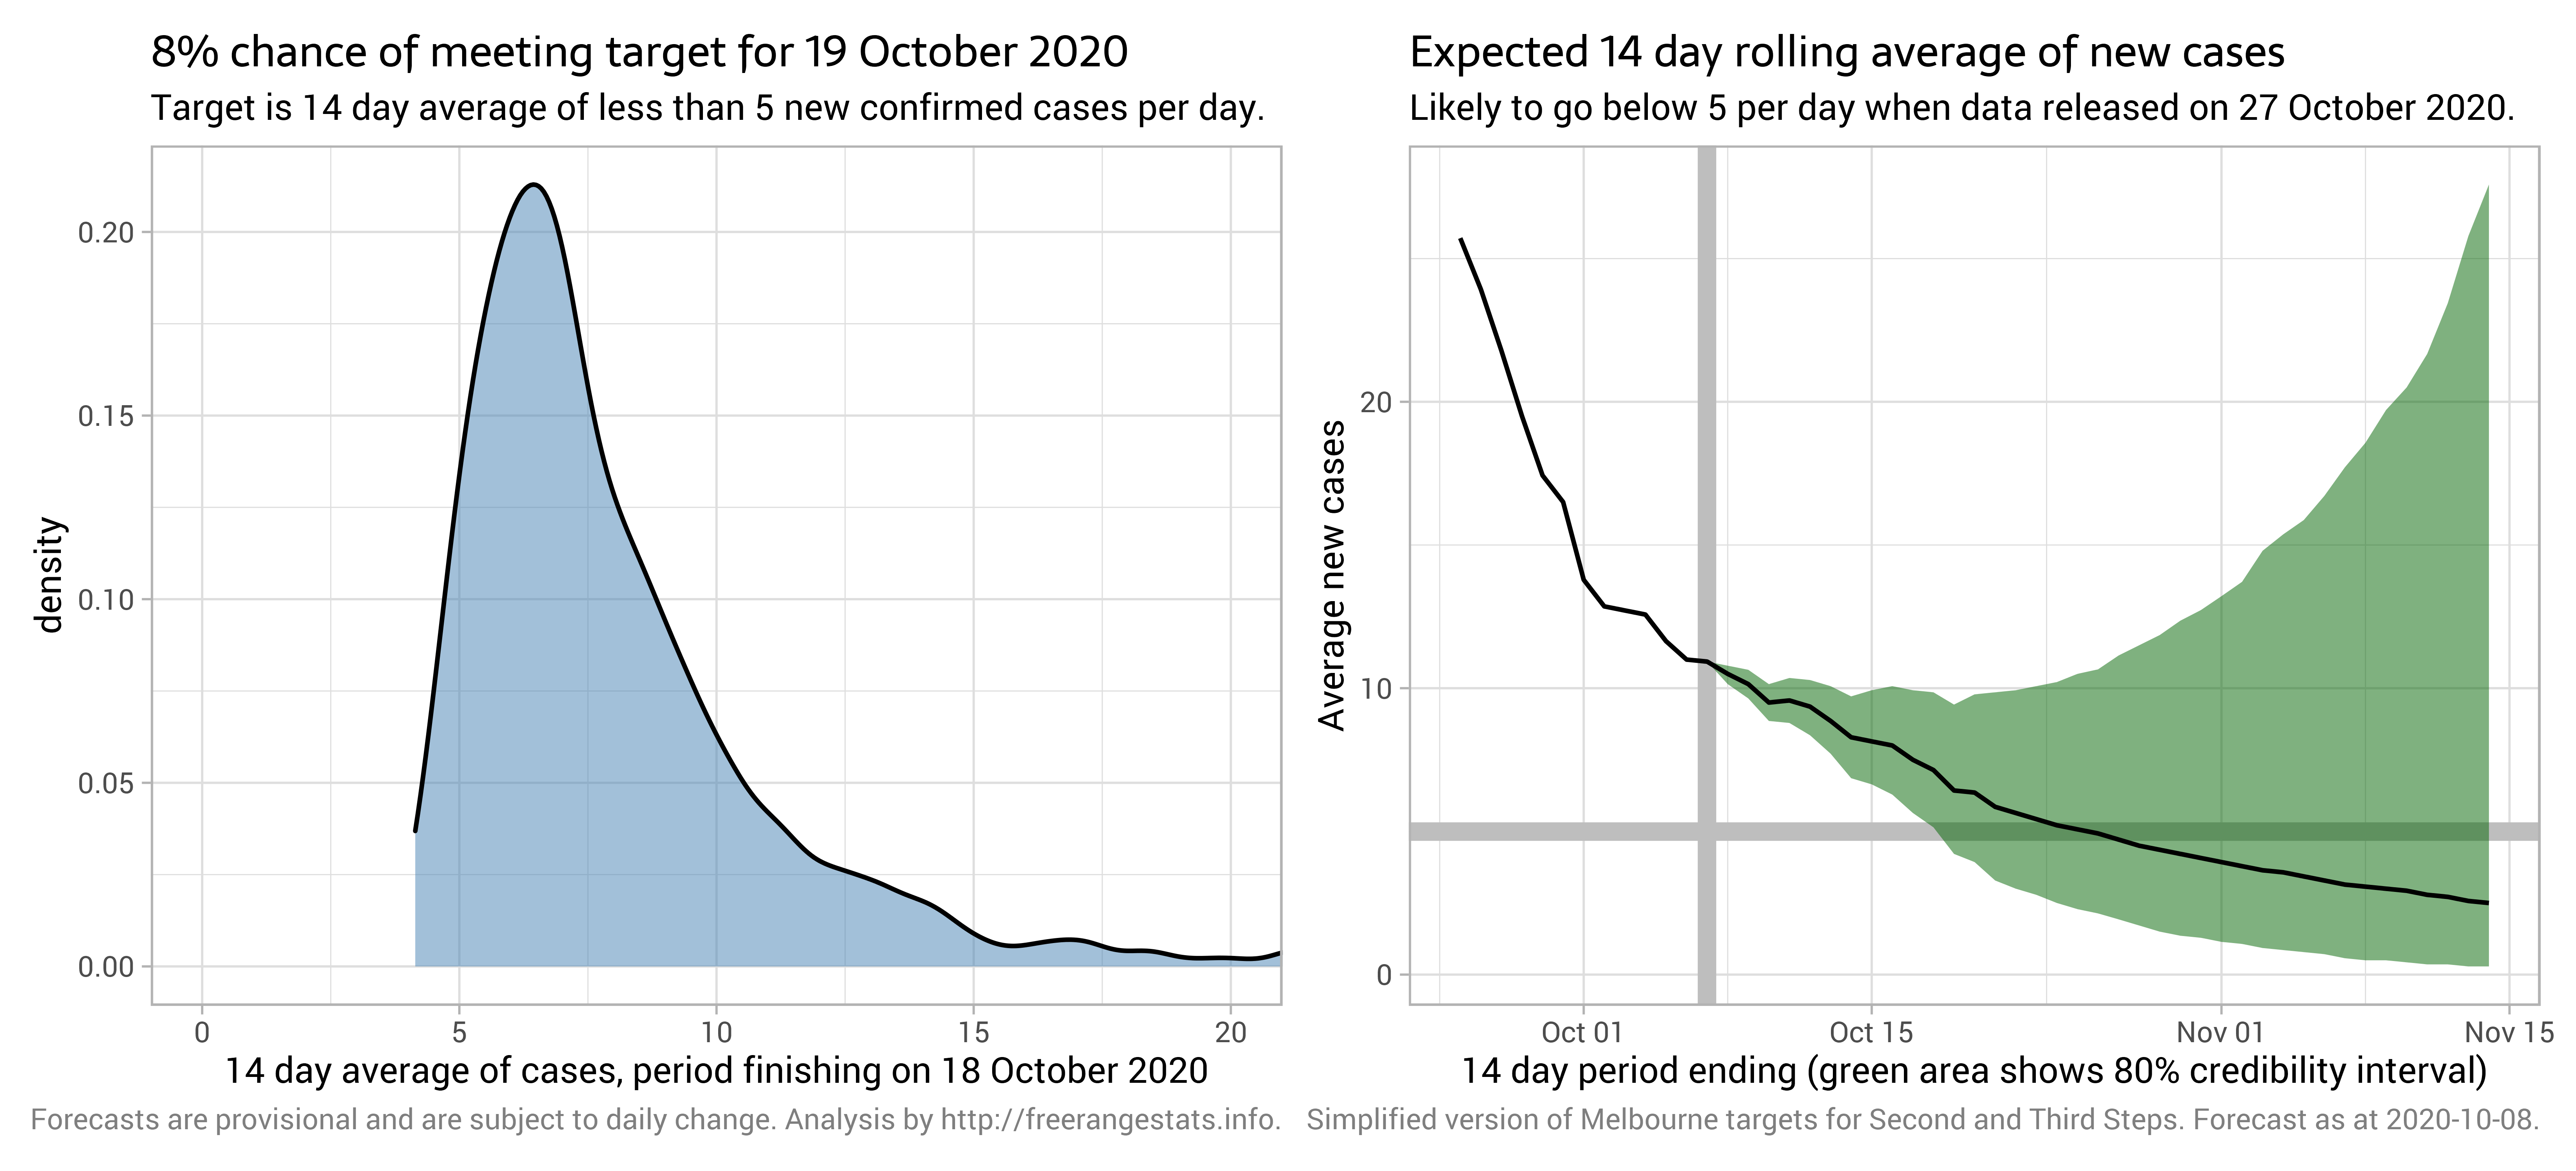 8% chance of meeting target for 19 October 2020
Target is 14 day average of less than 5 new confirmed cases per day.
density
0.20
0.15
0.10
0.05
0.00
0
5
10
15
20
14 day average of cases, period finishing on 18 October 2020
Forecasts are provisional and are subject to daily change. Analysis by http://freerangestats.info.
Expected 14 day rolling average of new cases
Likely to go below 5 per day when data released on 27 October 2020.
Average new cases
20
10
0
Oct 01
Oct 15
Nov 01
Nov 15
14 day period ending (green area shows 80% credibility interval)
Simplified version of Melbourne targets for Second and Third Steps. Forecast as at 2020-10-08.